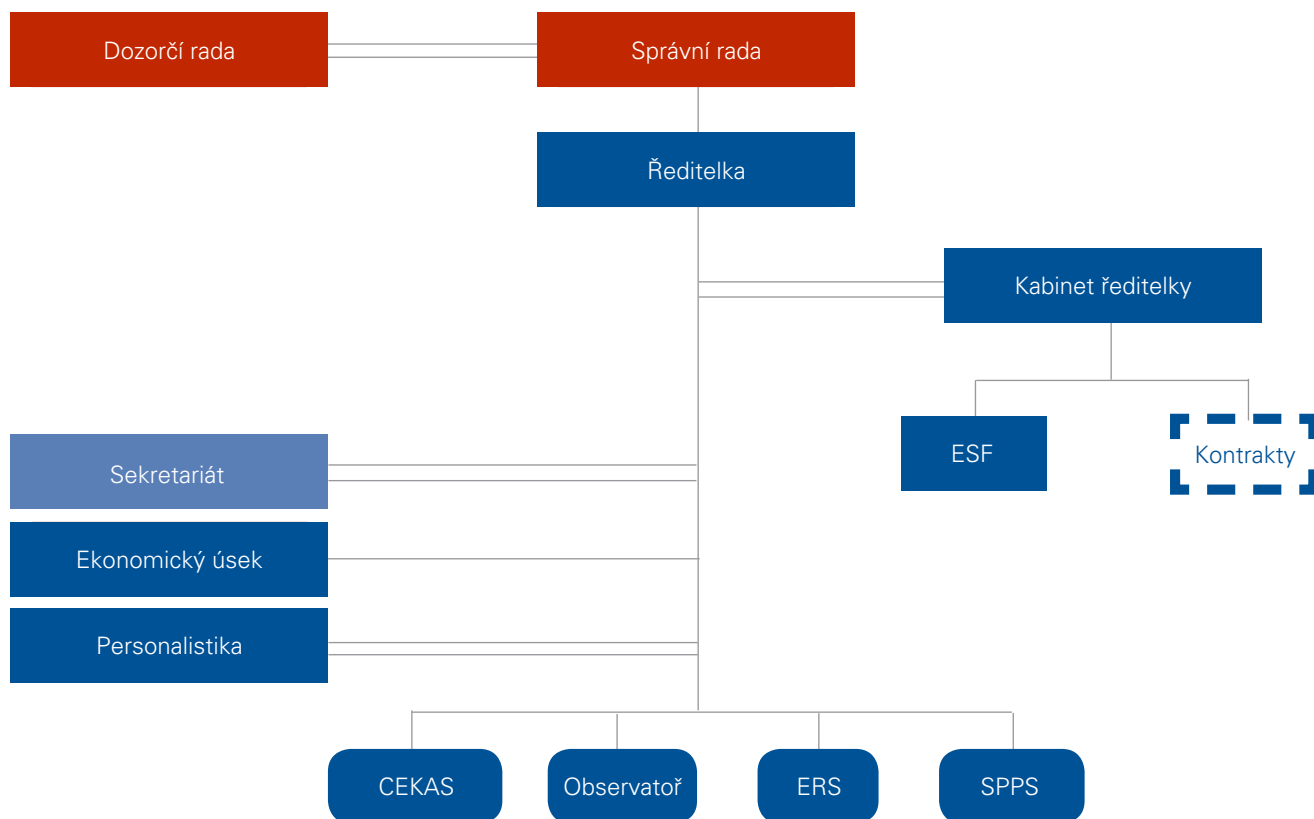 Dozorčí rada
Správní rada
Ředitelka
Kabinet ředitelky
ESF
Kontrakty
Sekretariát
Ekonomický úsek
Personalistika
CEKAS
Observatoř
ERS
SPPS